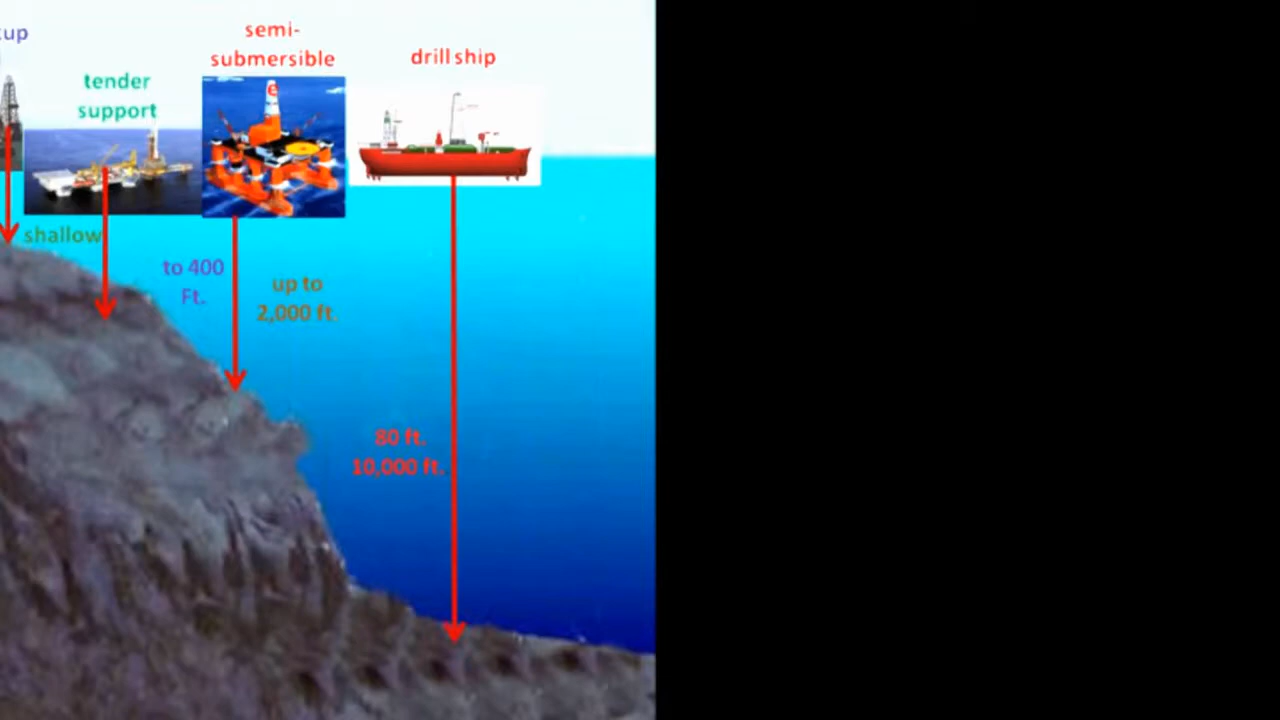 semi-
submersible
drill ship
tender
support
shallow
to 400
Ft.
up to
2,000 ft.
80 ft.
10,000 ft.